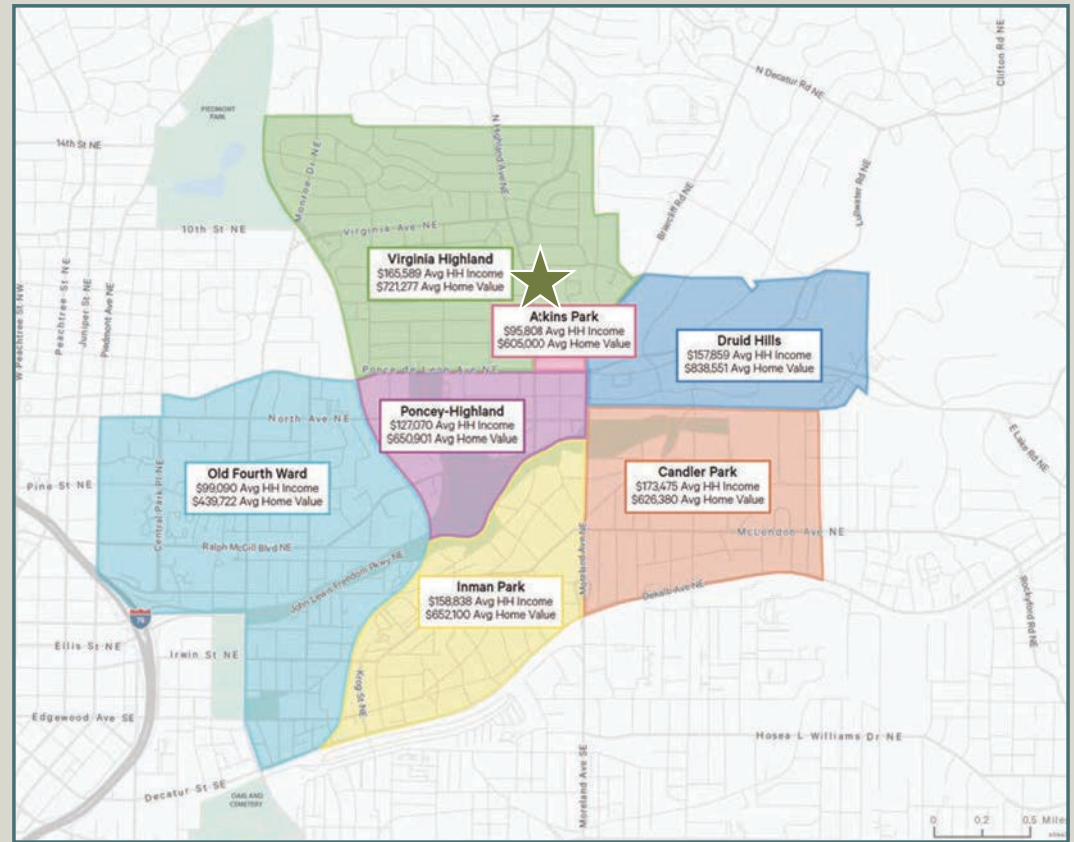 Clifton Rd NE
N Decatur Rd NE
PIEDMONT
PARK
14th St NE
N Highland Ave NE
Monroe Dr NE
Lullwater Rd NE
Briarcliff Rd NE
10th St NE
Virginia Ave NE
Virginia Highland
$165,589 Avg HH Income
$721,277 Avg Home Value
W Peachtree St NW
Peachtree St NE
Juniper St NE
Piedmont Ave NE
Atkins Park
$95,808 Avg HH Income
$605,000 Avg Home Value
Druid Hills
$157,859 Avg HH Income
$838,551 Avg Home Value
Ponce de Leon Ave NE
Poncey-Highland
$127,070 Avg HH Income
$650,901 Avg Home Value
North Ave NE
E Lake Rd NE
Old Fourth Ward
$99,090 Avg HH Income
$439,722 Avg Home Value
Candler Park
$173,475 Avg HH Income
$626,380 Avg Home Value
Pine St NE
Central Park Pl NE
McLendon Ave NE
Ralph McGill Blvd NE
Moreland Ave NE
John Lewis Freedom Pkwy NE
Inman Park
$158,838 Avg HH Income
$652,100 Avg Home Value
Dekalb Ave NE
Rockyford Rd NE
75
Ellis St NE
Irwin St NE
Krog St NE
Edgewood Ave SE
Hosea L Williams Dr NE
Moreland Ave SE
Decatur St SE
OAKLAND
CEMETERY
0 0.2 0.5 Mile